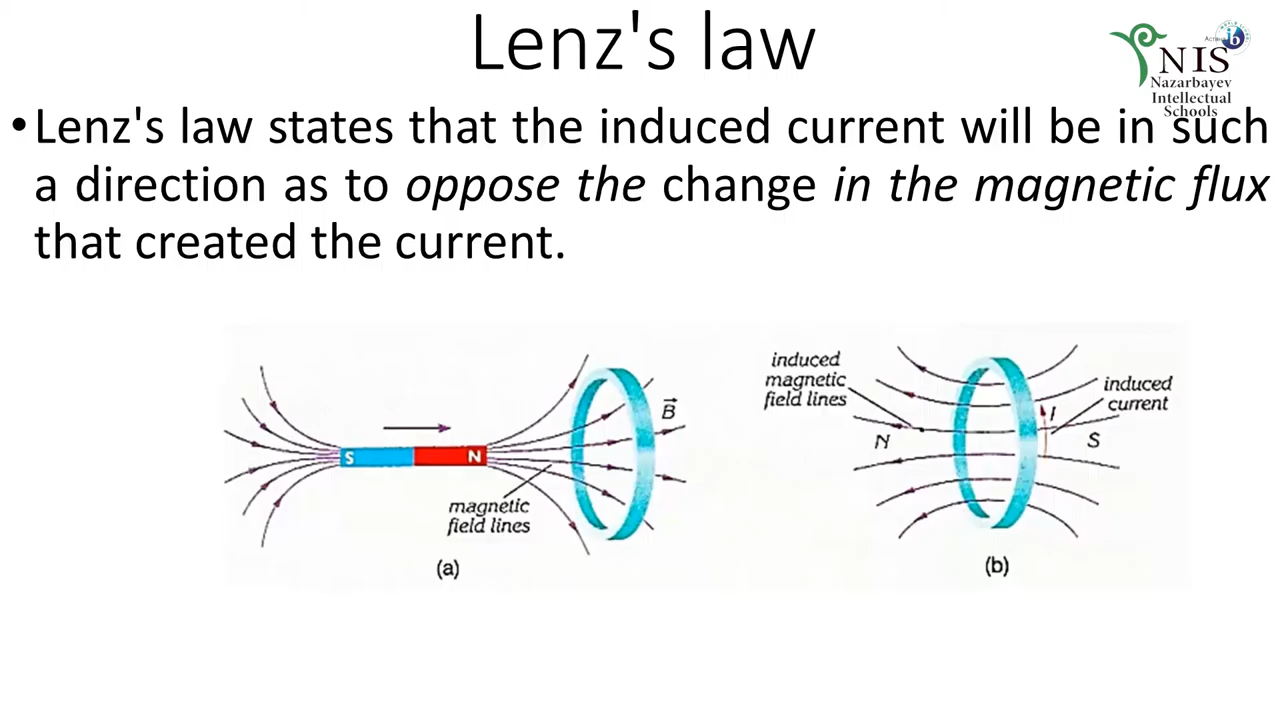 Lenz's law
NIS
Nazarbayev
Intellectual
Schools
•Lenz's law states that the induced current will be in such
a direction as to oppose the change in the magnetic flux
that created the current.
S
N
B
magnetic
field lines
(a)
induced
magnetic
field lines
N
I
induced
current
S
(b)